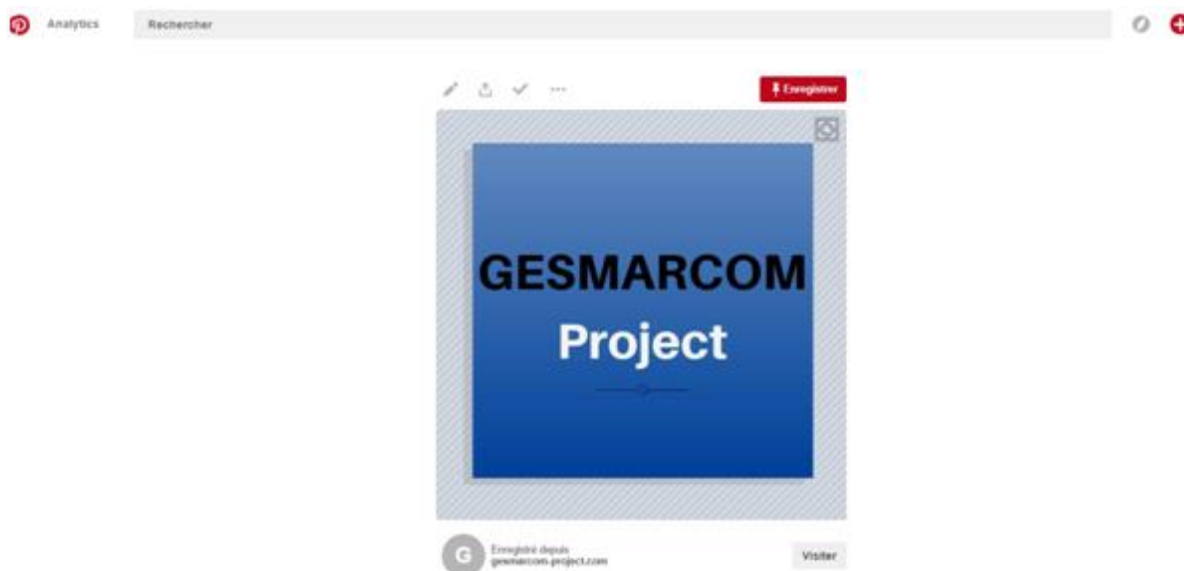 Analytics
Rechercher
Enregistrer
GESMARCOM
Project
G
Enregistré depuis
gesmarcom-project.com
Visiter